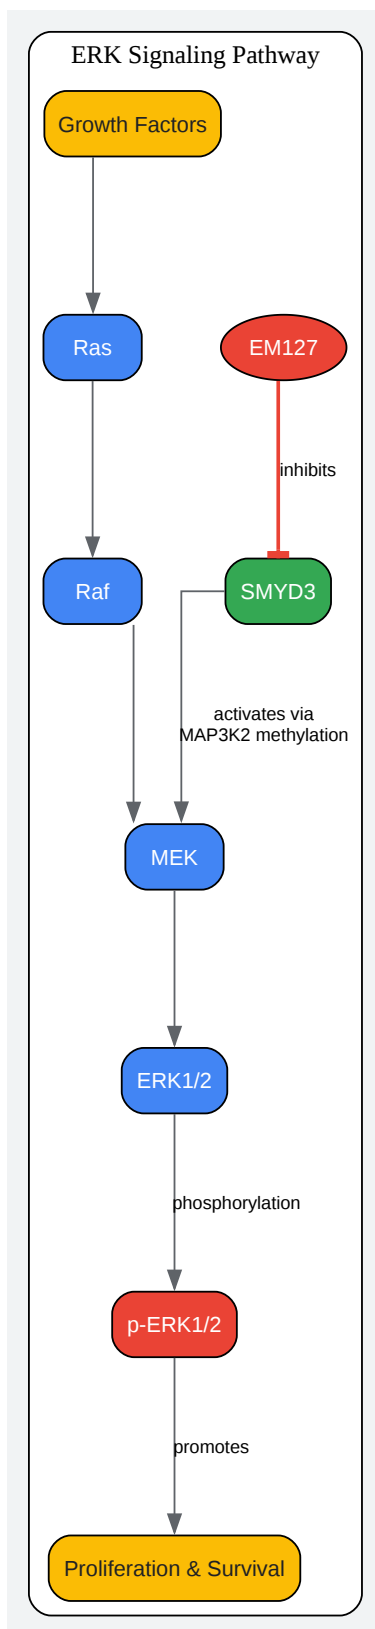 ERK Signaling Pathway
Growth Factors
Ras
EM127
inhibits
Raf
SMYD3
activates via
MAP3K2 methylation
MEK
ERK1/2
phosphorylation
p-ERK1/2
promotes
Proliferation & Survival